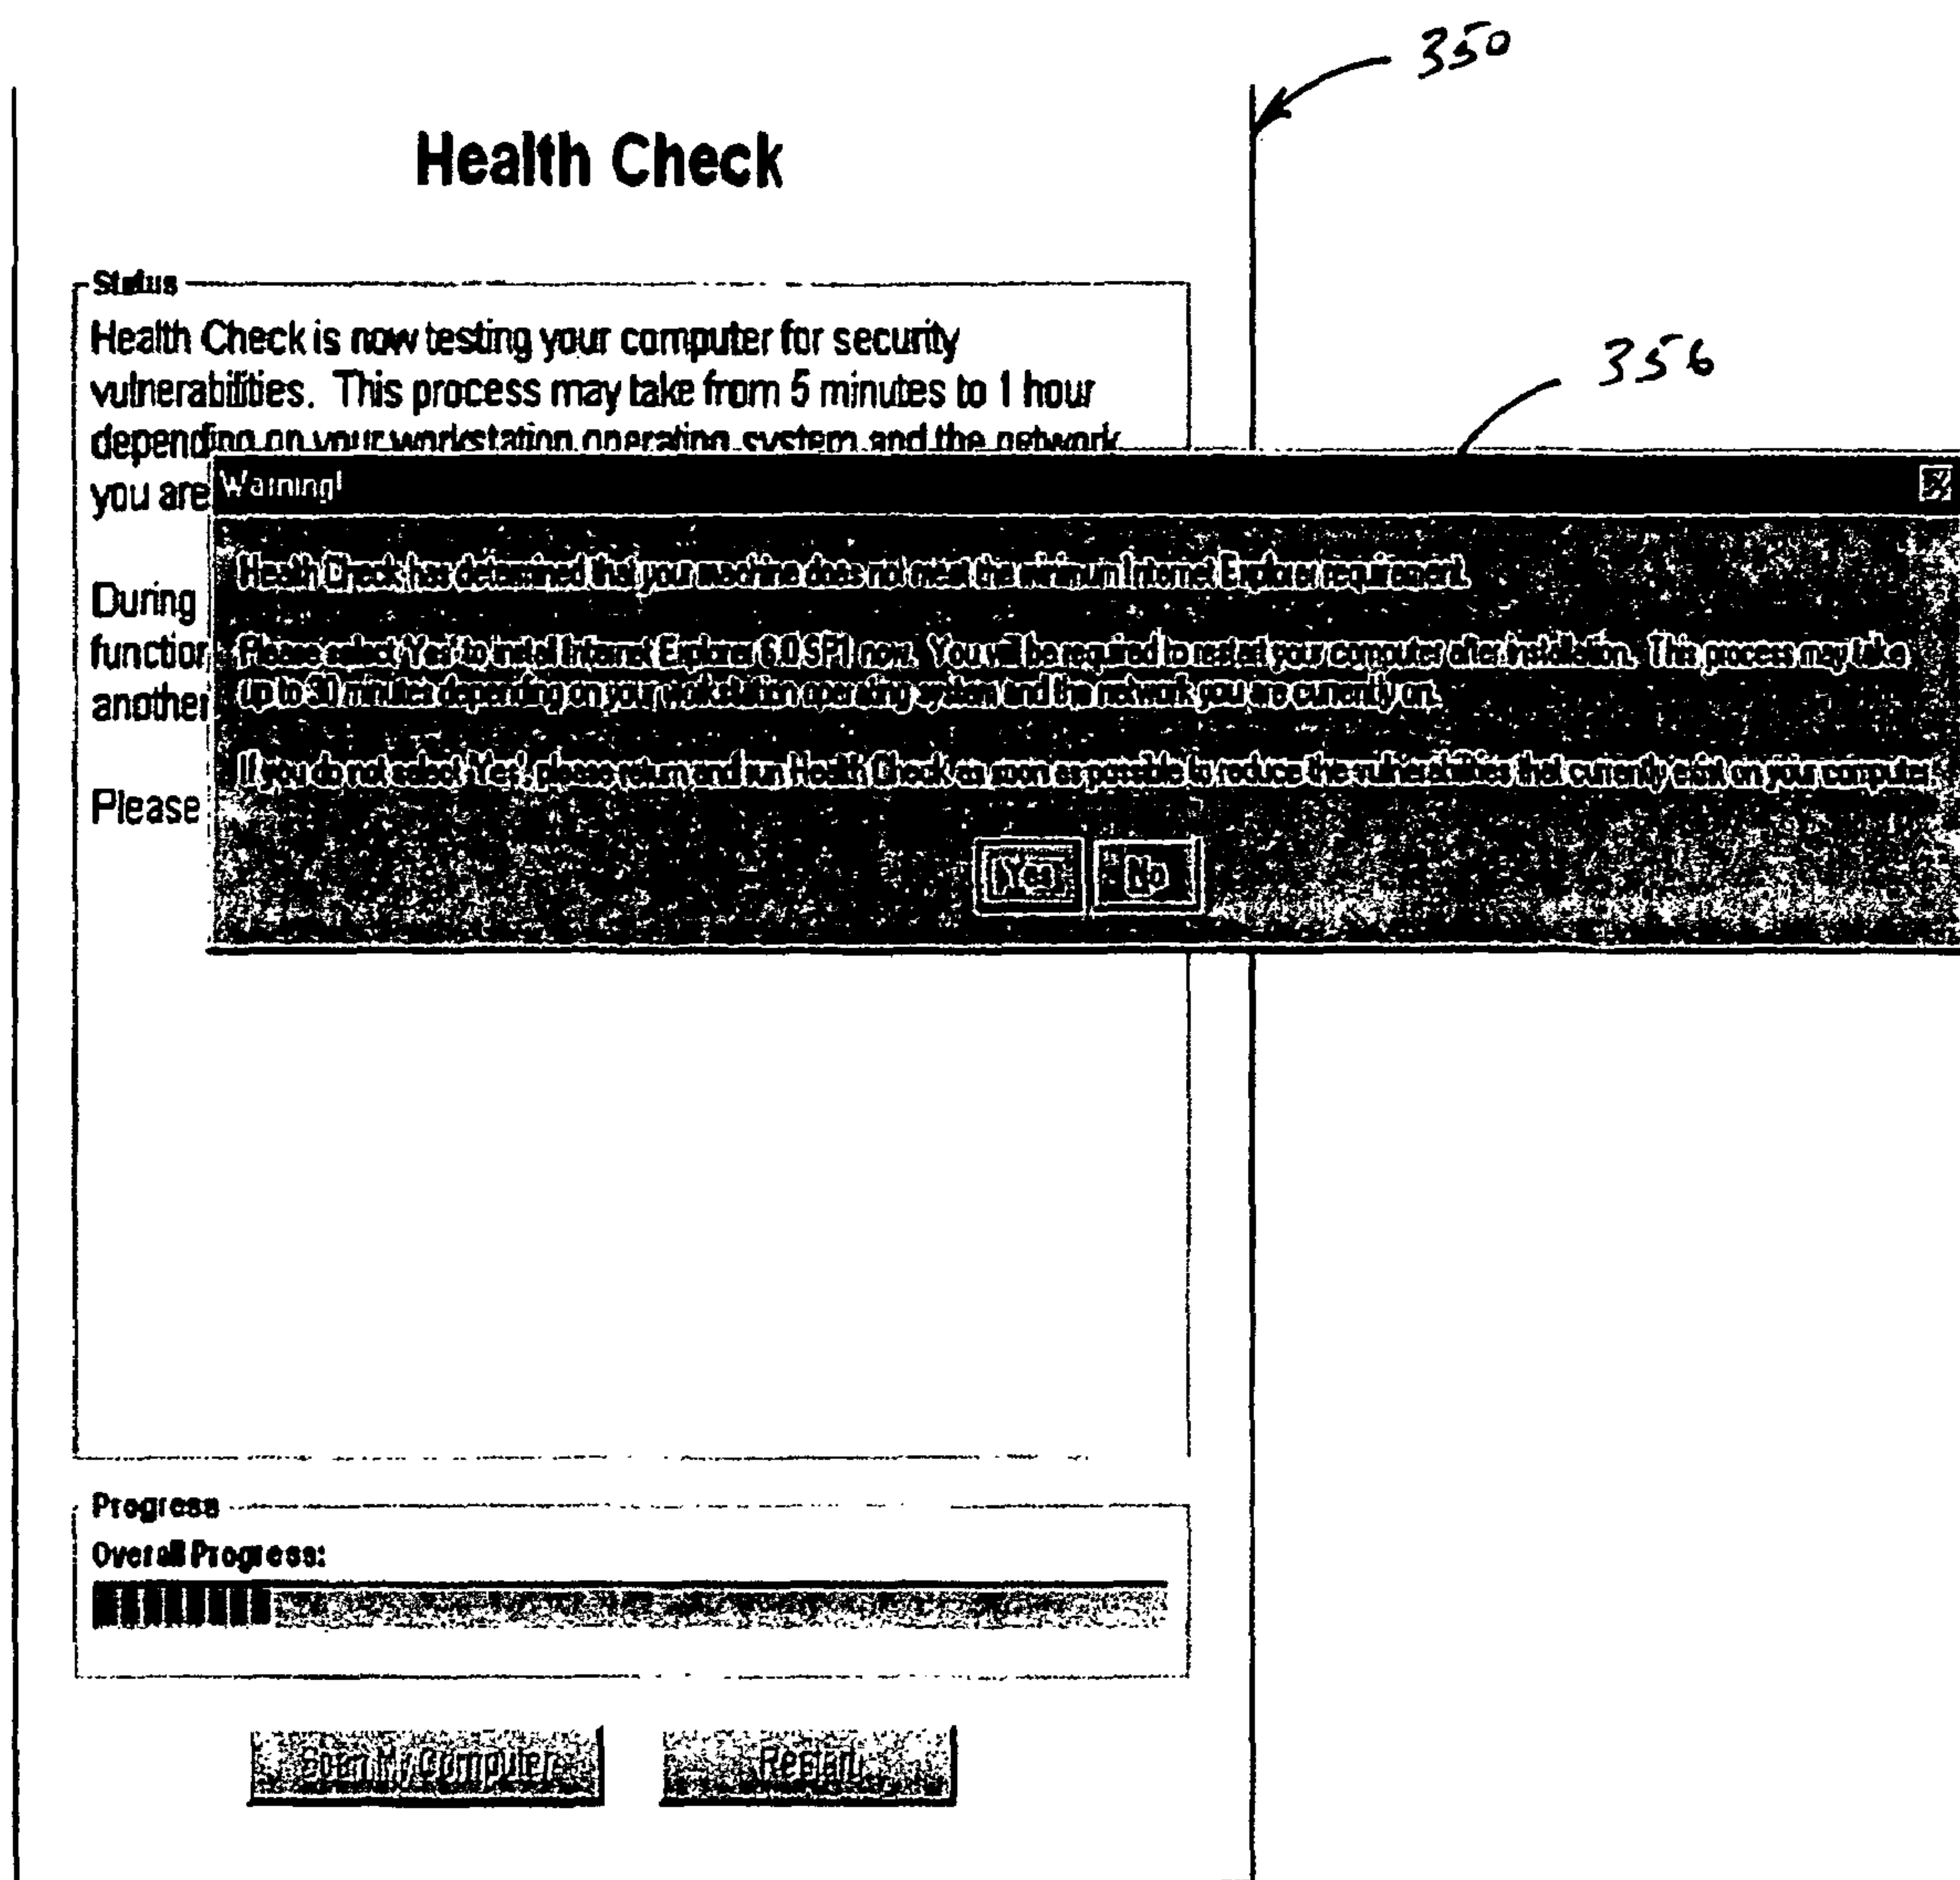 350
Health Check
Status
Health Check is now testing your computer for security
vulnerabilities. This process may take from 5 minutes to 1 hour
depending on your workstation operating system and the network
you are
356
Warning!
Health Check has determined that your machine does not meet the minimum Internet Explorer requirement.
Please select 'Yes' to install Internet Explorer 6.0 SP1 now. You will be required to restart your computer after installation. This process may take
up to 30 minutes depending on your workstation operating system and the network you are currently on.
If you do not select 'Yes', please return and run Health Check as soon as possible to reduce the vulnerabilities that currently exist on your computer
Yes
No
During
function
another
Please
Progress
Overall Progress:
Scan My Computer
Restart